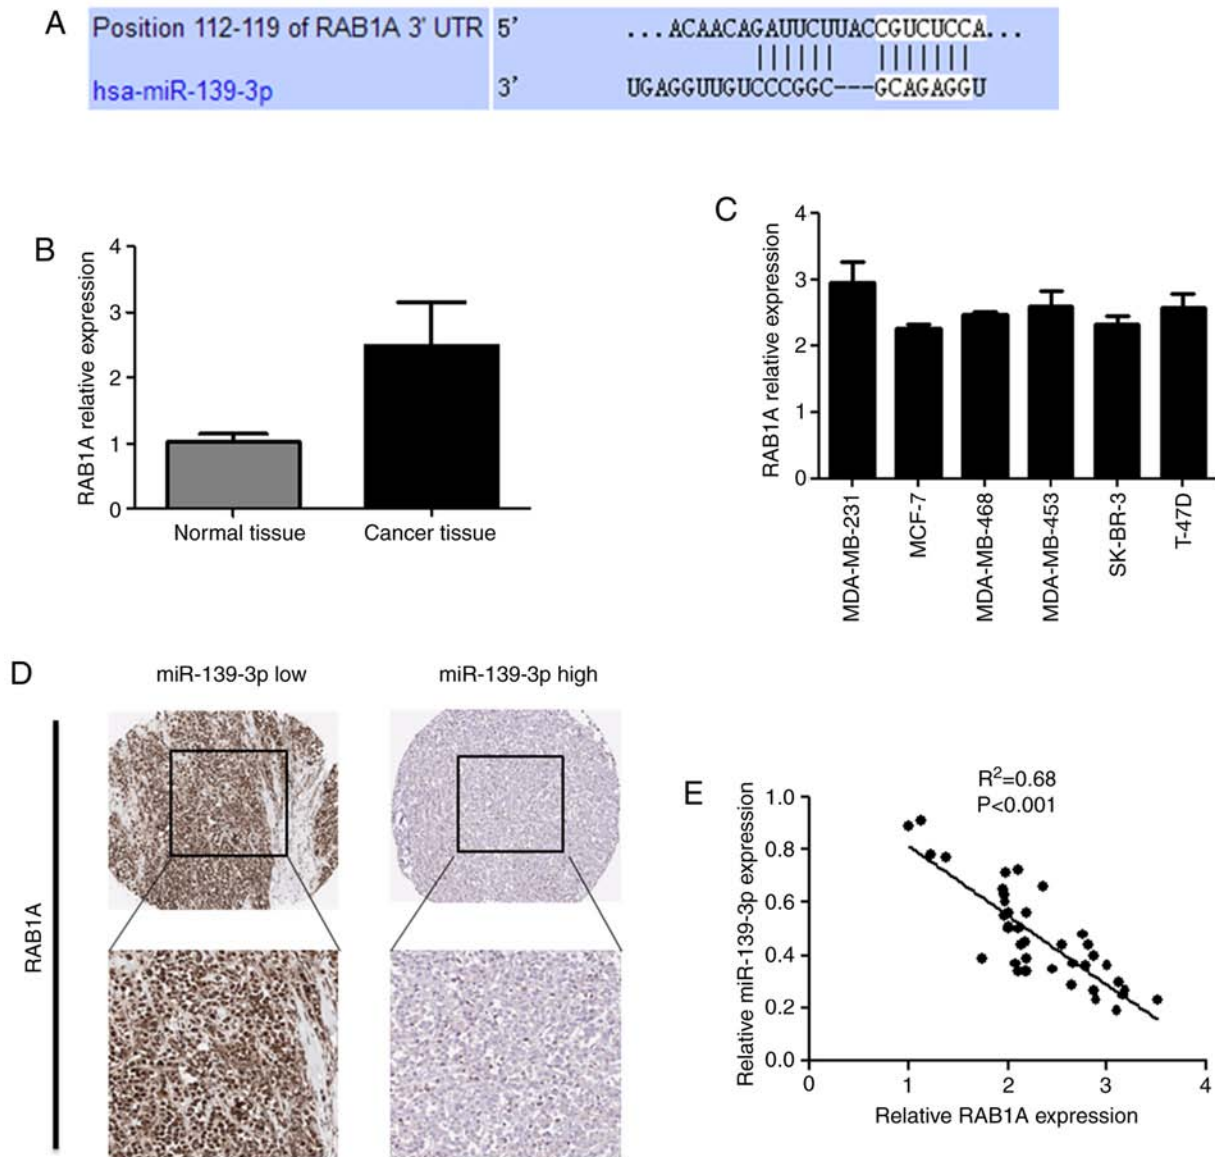 A
Position 112-119 of RAB1A 3' UTR 5' ...ACAACAGAUUCUUACCGUCUCCA...
hsa-miR-139-3p 3' UGAGGUUGUCCCGGC---GCAGAGGU
B
RAB1A relative expression
4
3
2
1
0
Normal tissue Cancer tissue
C
RAB1A relative expression
4
3
2
1
0
MDA-MB-231
MCF-7
MDA-MB-468
MDA-MB-453
SK-BR-3
T-47D
D
miR-139-3p low miR-139-3p high
RAB1A
E
R²=0.68
P<0.001
Relative miR-139-3p expression
1.0
0.8
0.6
0.4
0.2
0.0
0 1 2 3 4
Relative RAB1A expression